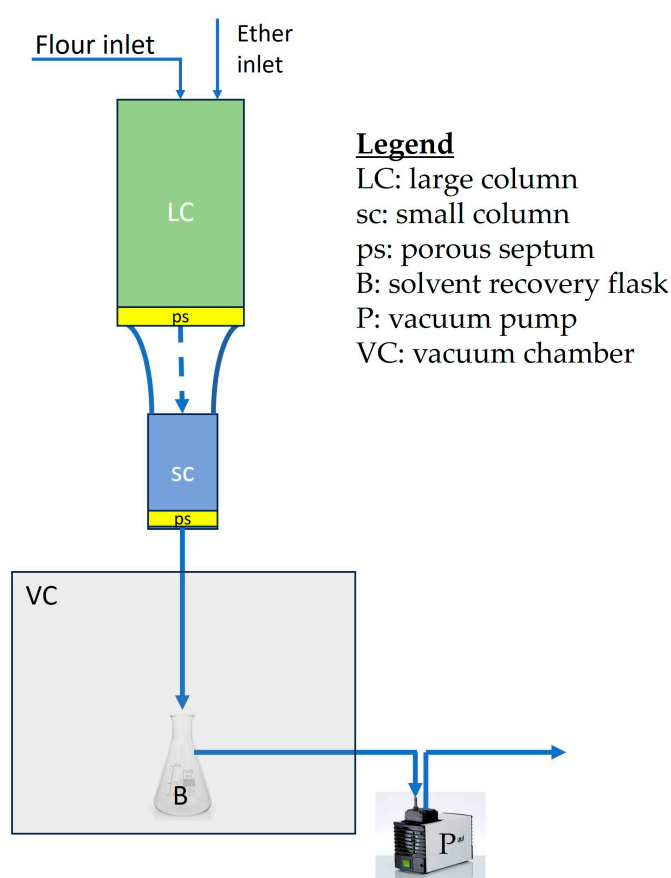 Flour inlet
Ether
inlet
LC
ps
sc
ps
VC
B
P
Legend
LC: large column
sc: small column
ps: porous septum
B: solvent recovery flask
P: vacuum pump
VC: vacuum chamber